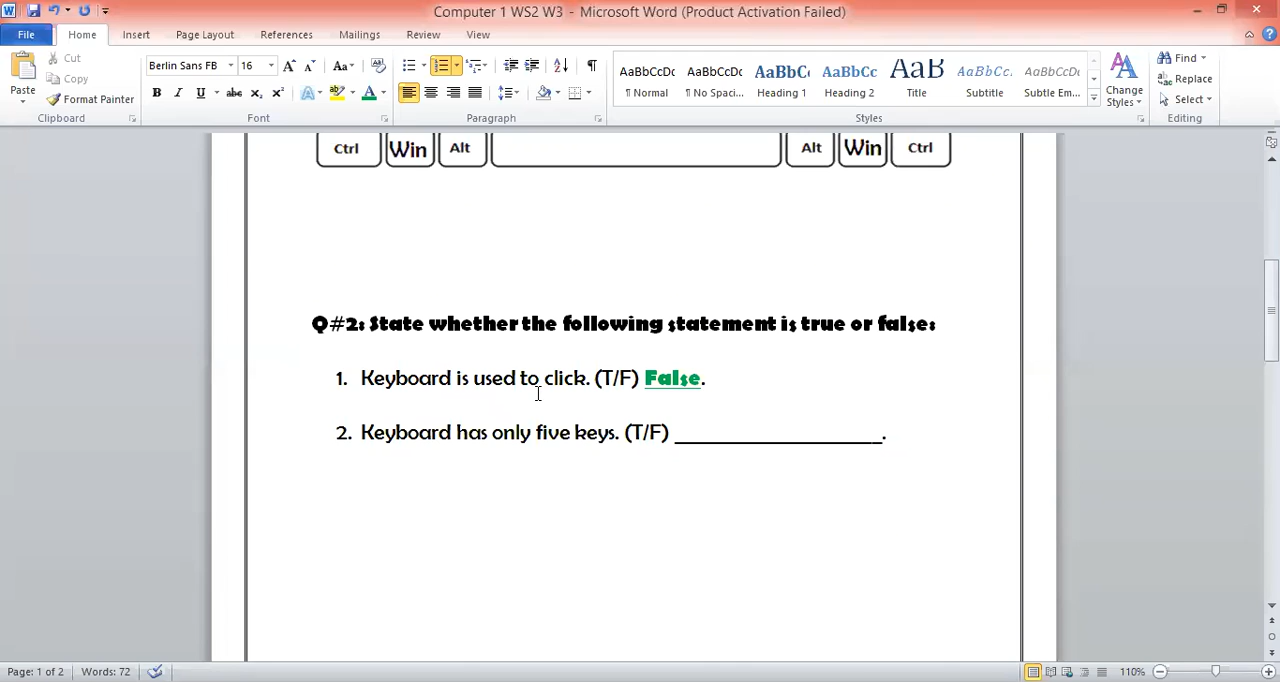 Computer 1 WS2 W3 - Microsoft Word (Product Activation Failed)
File Home Insert Page Layout References Mailings Review View
Paste Cut Copy Format Painter
Clipboard
Berlin Sans FB 16
Font
Paragraph
AaBbCcDc AaBbCcDc AaBbC AaBbCc AaB AaBbCc. AaBbCcDt
¶ Normal ¶ No Spaci... Heading 1 Heading 2 Title Subtitle Subtle Em...
Change Styles
Styles
Find Replace Select
Editing
Ctrl Win Alt Alt Win Ctrl
Q#2: State whether the following statement is true or false:
1. Keyboard is used to click. (T/F) False.
2. Keyboard has only five keys. (T/F) ____________________.
Page: 1 of 2 Words: 72 110%